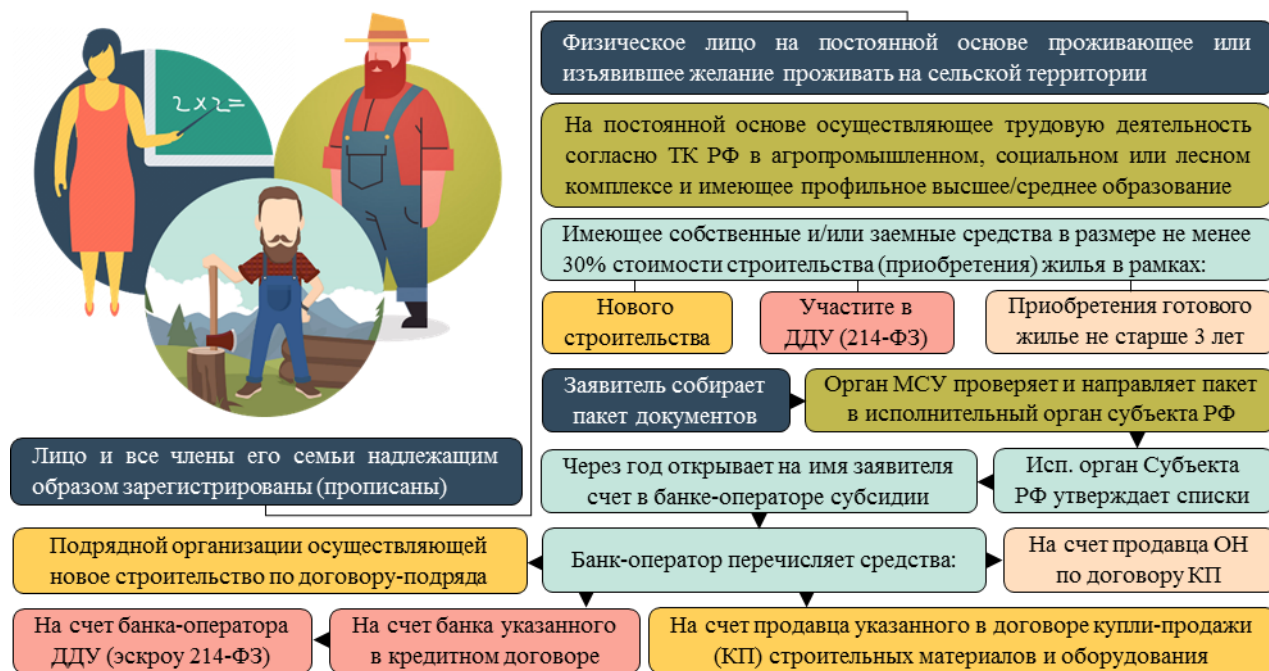 2 x 2 =
Физическое лицо на постоянной основе проживающее или
изъявившее желание проживать на сельской территории
На постоянной основе осуществляющее трудовую деятельность
согласно ТК РФ в агропромышленном, социальном или лесном
комплексе и имеющее профильное высшее/среднее образование
Имеющее собственные и/или заемные средства в размере не менее
30% стоимости строительства (приобретения) жилья в рамках:
Нового
строительства
Участите в
ДДУ (214-ФЗ)
Приобретения готового
жилье не старше 3 лет
Заявитель собирает
пакет документов
Орган МСУ проверяет и направляет пакет
в исполнительный орган субъекта РФ
Лицо и все члены его семьи надлежащим
образом зарегистрированы (прописаны)
Через год открывает на имя заявителя
счет в банке-операторе субсидии
Исп. орган Субъекта
РФ утверждает списки
Подрядной организации осуществляющей
новое строительство по договору-подряда
Банк-оператор перечисляет средства:
На счет продавца ОН
по договору КП
На счет банка-оператора
ДДУ (эскроу 214-ФЗ)
На счет банка указанного
в кредитном договоре
На счет продавца указанного в договоре купли-продажи
(КП) строительных материалов и оборудования